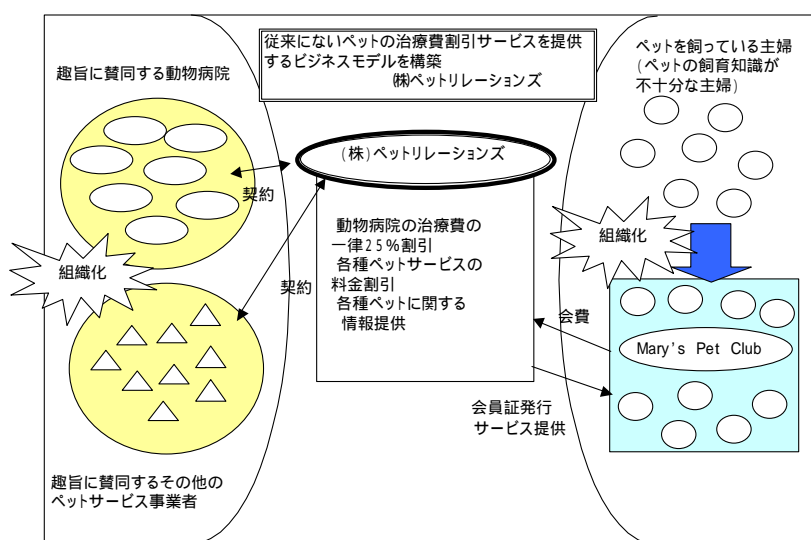 従来にないペットの治療費割引サービスを提供
するビジネスモデルを構築
(株)ペットリレーションズ
趣旨に賛同する動物病院
ペットを飼っている主婦
(ペットの飼育知識が
不十分な主婦)
(株)ペットリレーションズ
契約
組織化
組織化
動物病院の治療費の
一律25%割引
各種ペットサービスの
料金割引
各種ペットに関する
情報提供
契約
会費
Mary's Pet Club
会員証発行
サービス提供
趣旨に賛同するその他の
ペットサービス事業者